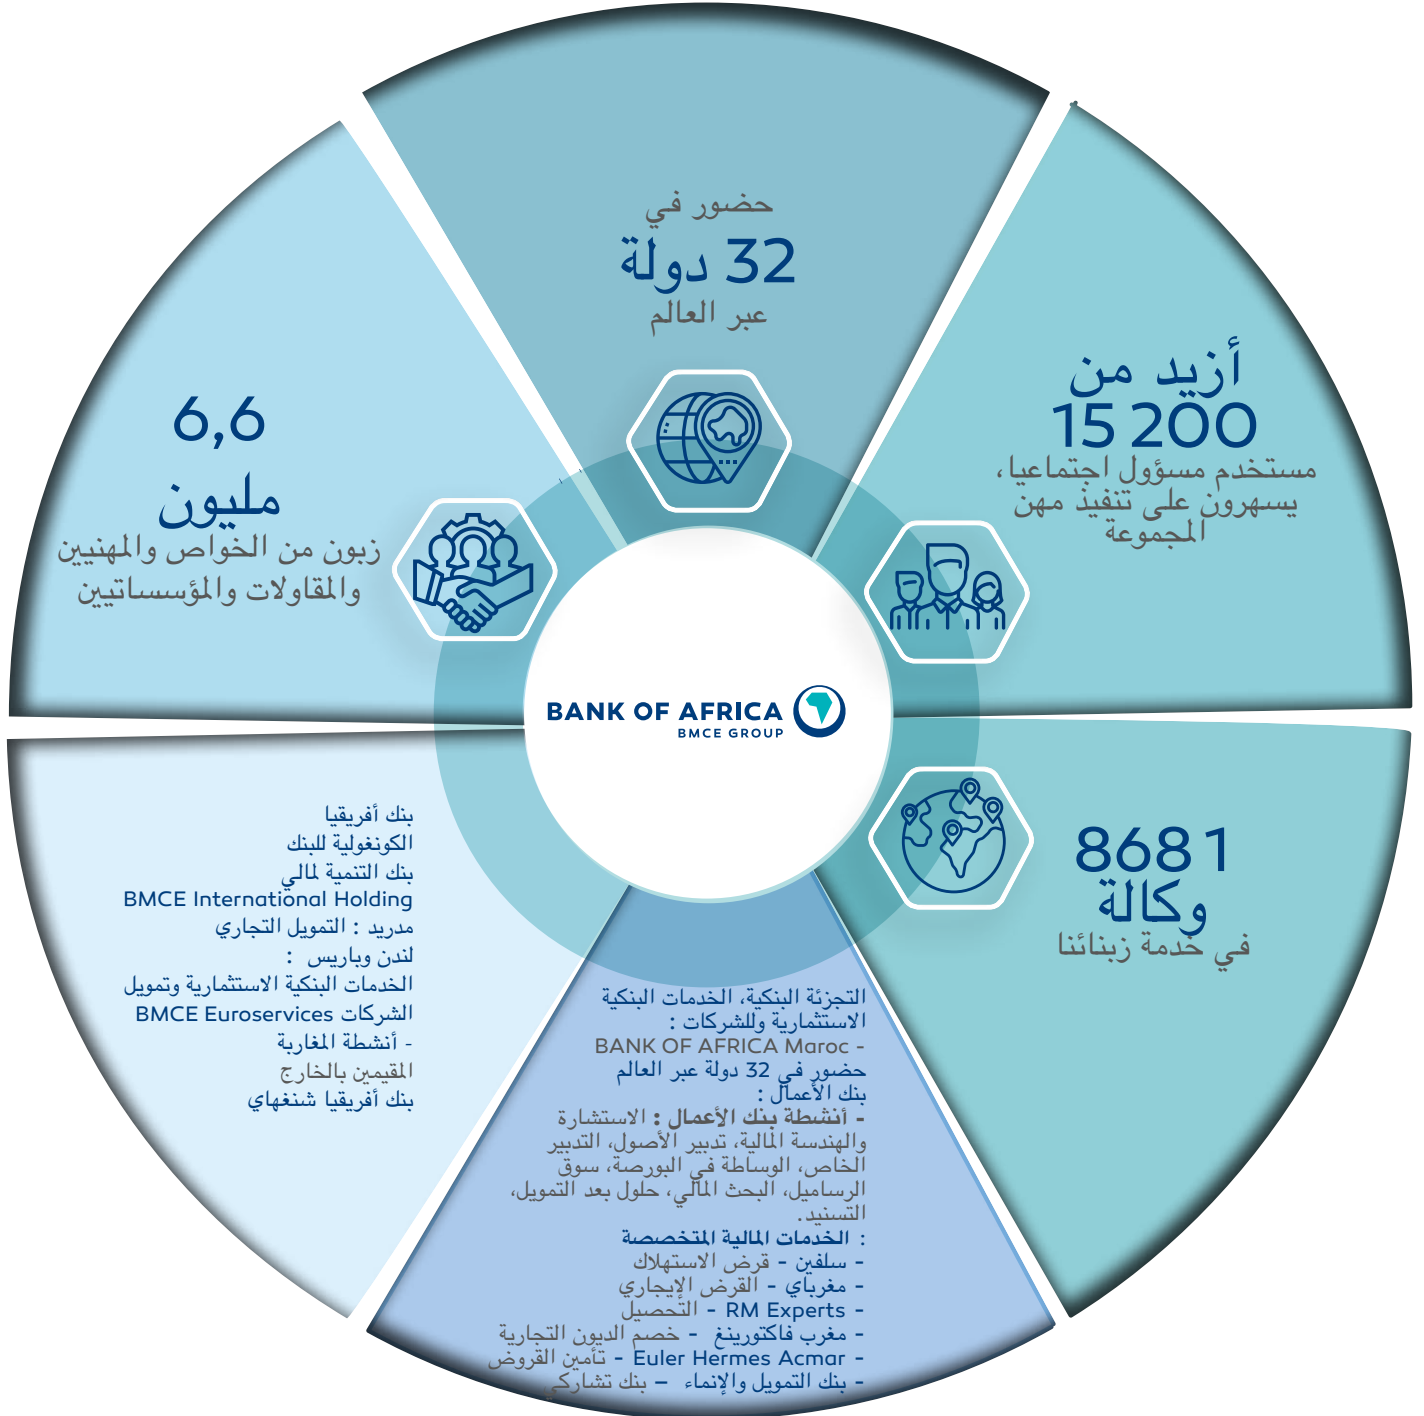 حضور في
32 دولة
عبر العالم
أزيد من
15 200
مستخدم مسؤول اجتماعيا،
يسهرون على تنفيذ مهن
المجموعة
6,6
مليون
زبون من الخواص والمهنيين
والمقاولات والمؤسساتيين
BANK OF AFRICA
BMCE GROUP
8681
وكالة
في خدمة زبنائنا
بنك أفريقيا
الكونغولية للبنك
بنك التنمية لمالي
BMCE International Holding
مدريد : التمويل التجاري
لندن وباريس :
الخدمات البنكية الاستثمارية وتمويل
الشركات BMCE Euroservices
- أنشطة المغاربة
المقيمين بالخارج
بنك أفريقيا شنغهاي
التجزئة البنكية، الخدمات البنكية
الاستثمارية وللشركات :
- BANK OF AFRICA Maroc
حضور في 32 دولة عبر العالم
بنك الأعمال :
- أنشطة بنك الأعمال : الاستشارة
والهندسة المالية، تدبير الأصول، التدبير
الخاص، الوساطة في البورصة، سوق
الرساميل، البحث المالي، حلول بعد التمويل،
التسنيد.
: الخدمات المالية المتخصصة
- سلفين - قرض الاستهلاك
- مغرباي - القرض الإيجاري
- RM Experts - التحصيل
- مغرب فاكتورينغ - خصم الديون التجارية
- Euler Hermes Acmar - تأمين القروض
- بنك التمويل والإنماء – بنك تشاركي